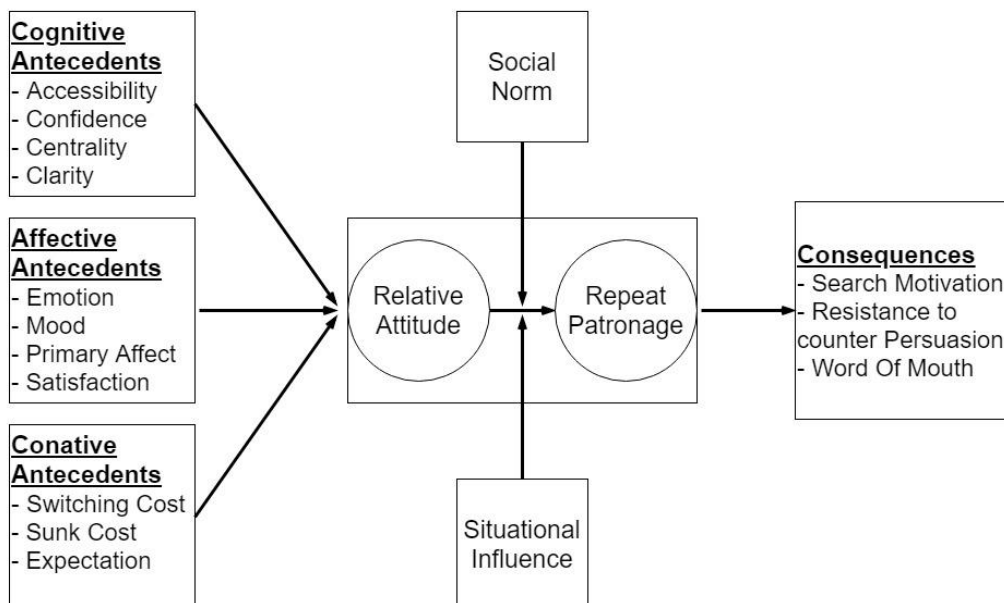 Cognitive
Antecedents
- Accessibility
- Confidence
- Centrality
- Clarity
Social
Norm
Affective
Antecedents
- Emotion
- Mood
- Primary Affect
- Satisfaction
Relative
Attitude
Repeat
Patronage
Consequences
- Search Motivation
- Resistance to
counter Persuasion
- Word Of Mouth
Conative
Antecedents
- Switching Cost
- Sunk Cost
- Expectation
Situational
Influence